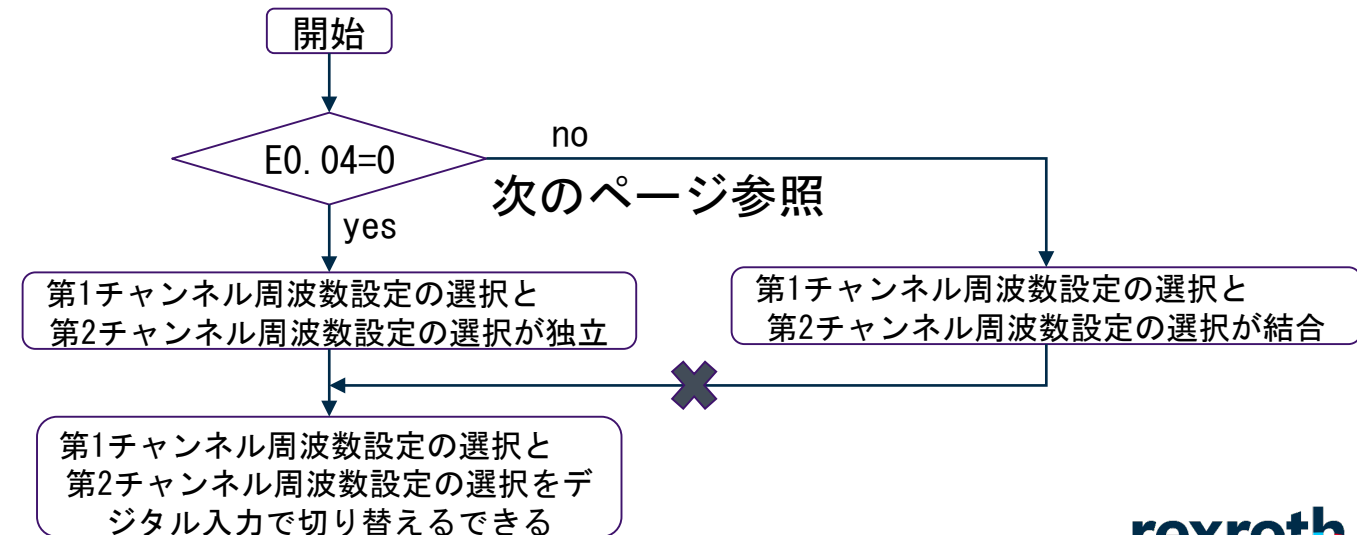 開始
E0.04=0
no
次のページ参照
yes
第1チャンネル周波数設定の選択と
第2チャンネル周波数設定の選択が独立
第1チャンネル周波数設定の選択と
第2チャンネル周波数設定の選択が結合
第1チャンネル周波数設定の選択と
第2チャンネル周波数設定の選択をデ
ジタル入力で切り替えるできる
rexroth